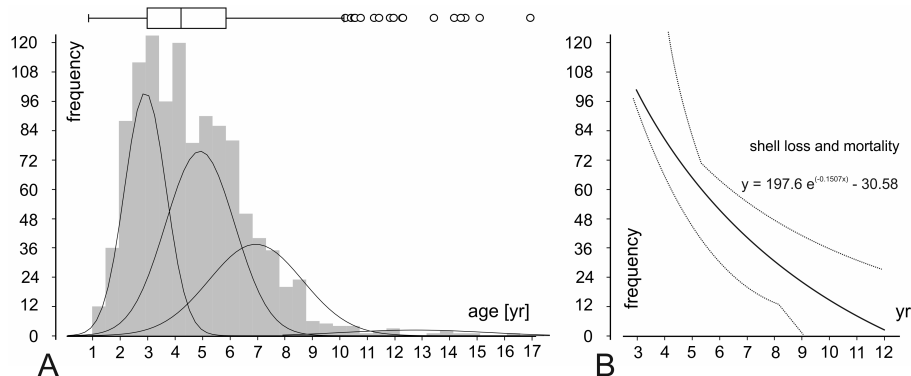 120
108
96
84
72
60
48
36
24
12
0
frequency
age [yr]
1 2 3 4 5 6 7 8 9 10 11 12 13 14 15 16 17
A
120
108
96
84
72
60
48
36
24
12
0
frequency
shell loss and mortality
y = 197.6 e(-0.1507x) - 30.58
yr
3 4 5 6 7 8 9 10 11 12
B